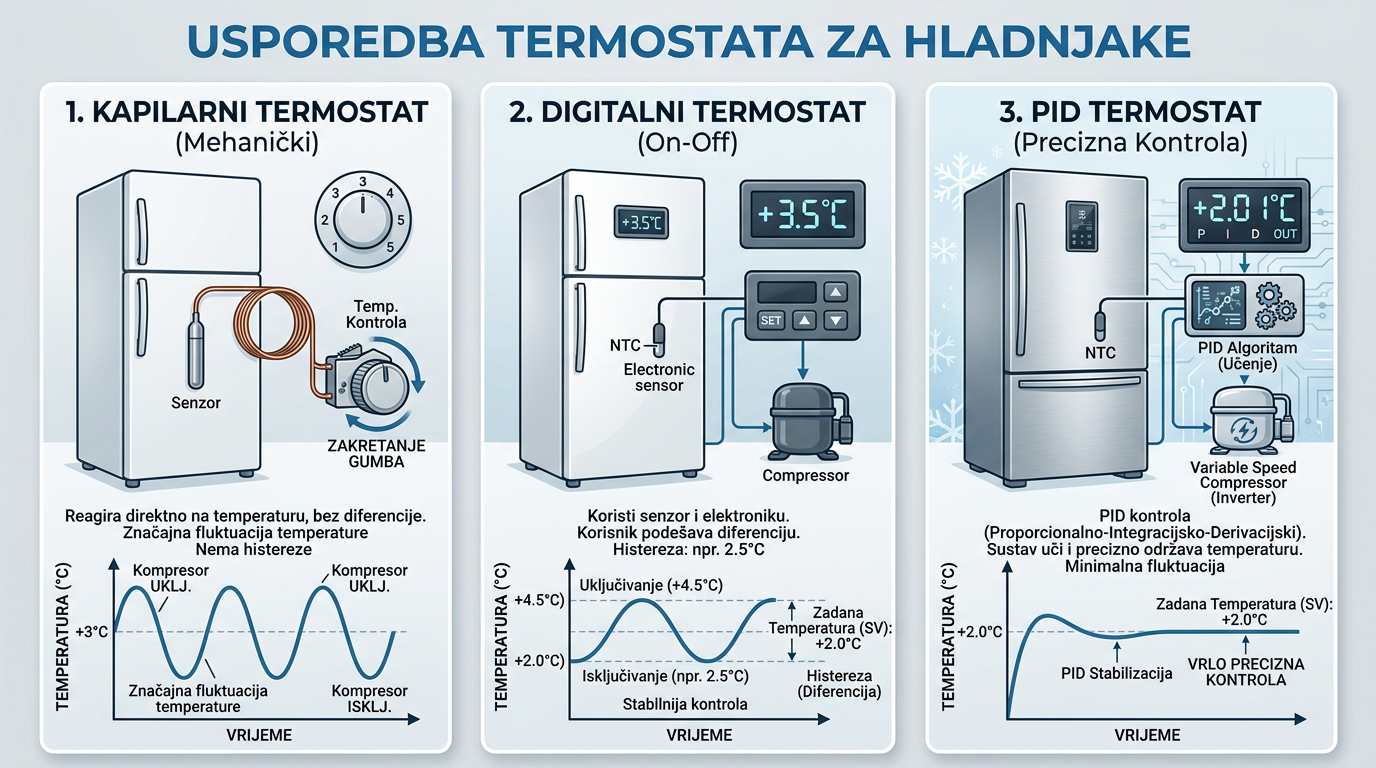 USPOREDBA TERMOSTATA ZA HLADNJAKE
1. KAPILARNI TERMOSTAT
(Mehanički)
3
3
4
2
5
1
5
Temp.
Kontrola
Senzor
ZAKRETANJE
GUMBA
Reagira direktno na temperaturu, bez diferencije.
Značajna fluktuacija temperature
Nema histereze
TEMPERATURA (°C)
Kompresor
UKLJ.
Kompresor
UKLJ.
+3°C
Značajna fluktuacija
temperature
Kompresor
ISKLJ.
VRIJEME
2. DIGITALNI TERMOSTAT
(On-Off)
+3.5°C
+3.5°C
SET
NTC
Electronic
sensor
Compressor
Koristi senzor i elektroniku.
Korisnik podešava diferenciju.
Histereza: npr. 2.5°C
TEMPERATURA (°C)
Uključivanje (+4.5°C)
+4.5°C)
Zadana
Temperatura (SV):
+2.0°C
+2.0°C)
Isključivanje (npr. 2.5°C)
Histereza
(Diferencija)
Stabllnija kontrola
VRIJEME
3. PID TERMOSTAT
(Precizna Kontrola)
+2.01°C
P I D OUT
NTC
PID Algoritam
(Učenje)
Variable Speed
Compressor
(Inverter)
PID kontrola
(Proporcionalno-Integracijsko-Derivacijski).
Sustav uči i precizno održava temperaturu.
Minimalna fluktuacija
TEMPERATURA (°C)
Zadana Temperatura (SV):
+2.0°C
+2.0°C
PID Stabilizacija
VRLO PRECIZNA
KONTROLA
VRIJEME